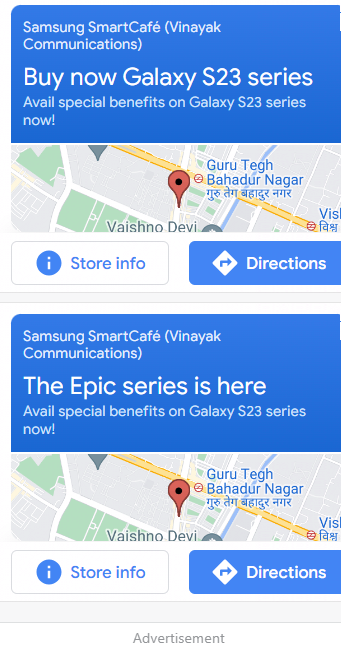 Samsung SmartCafé (Vinayak
Communications)
Buy now Galaxy S23 series
Avail special benefits on Galaxy S23 series
now!
Guru Tegh
Bahadur Nagar
गुरु तेग बहादुर नगर
Vaishno Devi
विश्व
Store info
Directions
Samsung SmartCafé (Vinayak
Communications)
The Epic series is here
Avail special benefits on Galaxy S23 series
now!
Guru Tegh
Bahadur Nagar
गुरु तेग बहादुर नगर
Vaishno Devi
विश्व
Store info
Directions
Advertisement